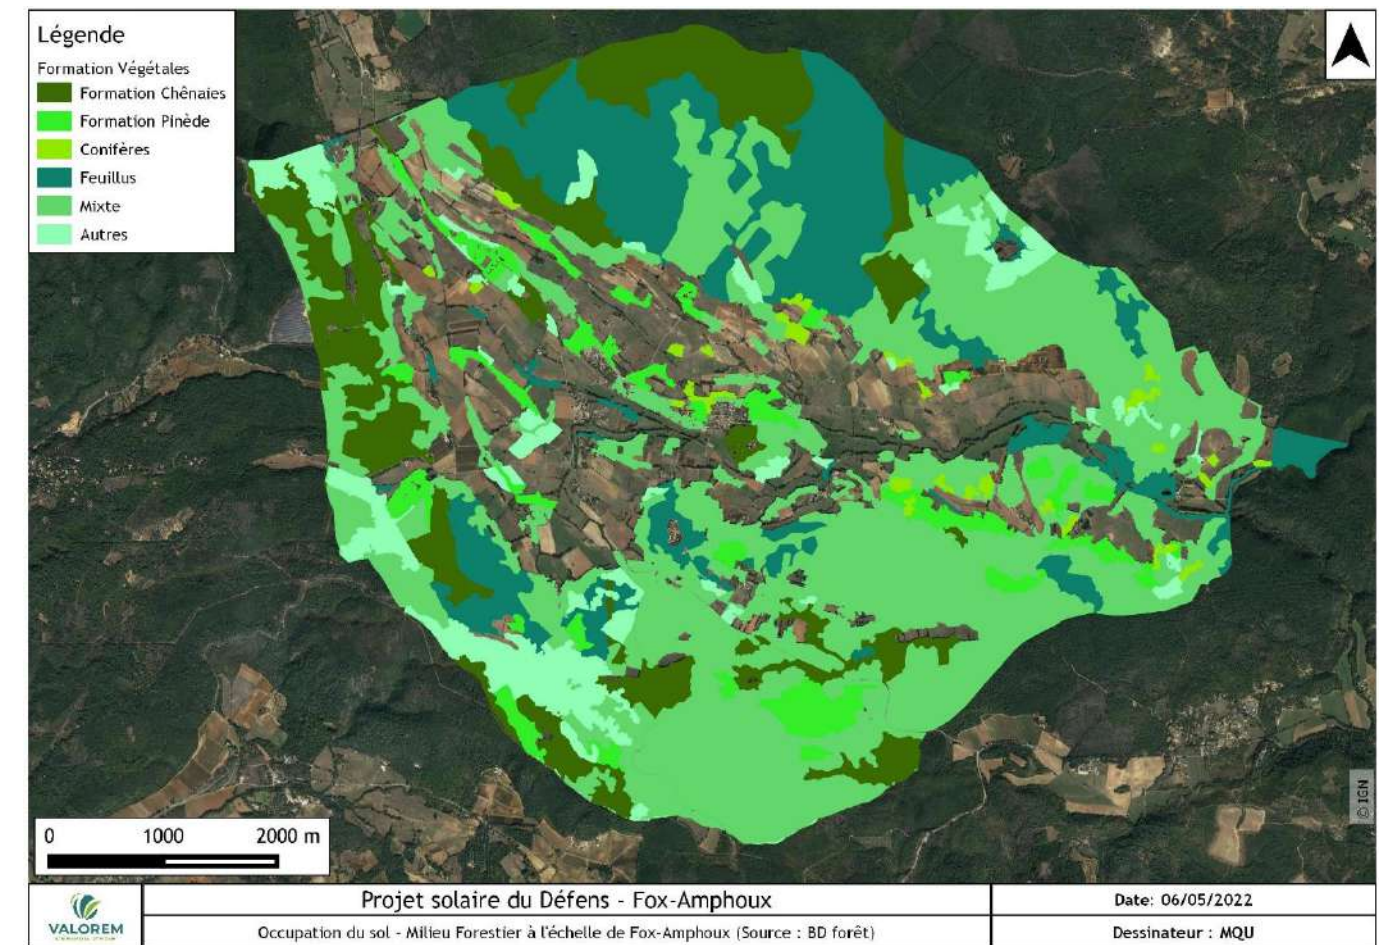 Légende
Formation Végétales
Formation Chênaies
Formation Pinède
Conifères
Feuillus
Mixte
Autres
© IGN
0 1000 2000 m
VALOREM
Projet solaire du Défens - Fox-Amphoux
Occupation du sol - Milieu Forestier à l'échelle de Fox-Amphoux (Source : BD forêt)
Date: 06/05/2022
Dessinateur : MQU